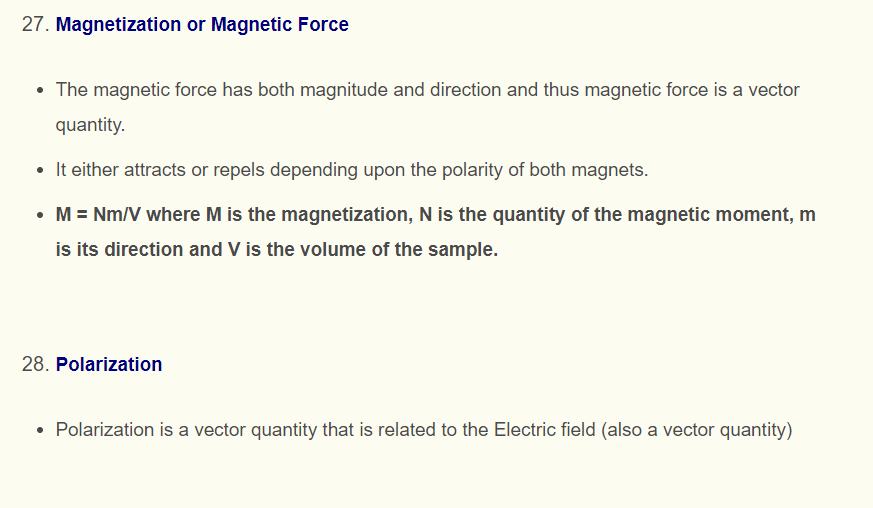 27. Magnetization or Magnetic Force
• The magnetic force has both magnitude and direction and thus magnetic force is a vector
quantity.
• It either attracts or repels depending upon the polarity of both magnets.
• M = Nm/V where M is the magnetization, N is the quantity of the magnetic moment, m
is its direction and V is the volume of the sample.
28. Polarization
• Polarization is a vector quantity that is related to the Electric field (also a vector quantity)